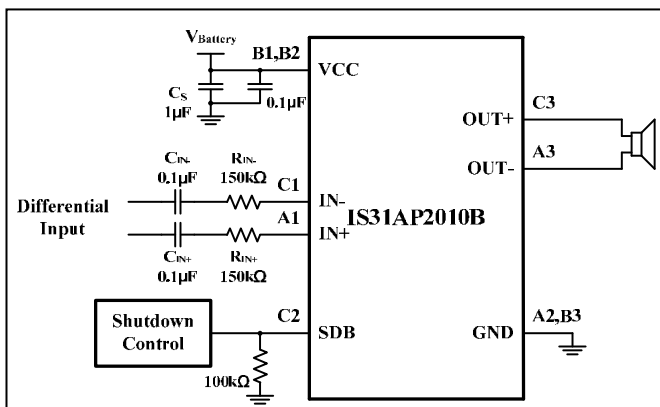 VBattery
B1,B2
VCC
CS
1μF
0.1μF
C3
OUT+
A3
OUT-
CIN-
0.1μF
RIN-
150kΩ
C1
IN-
IS31AP2010B
Differential
Input
A1
IN+
CIN+
0.1μF
RIN+
150kΩ
Shutdown
Control
C2
SDB
100kΩ
A2,B3
GND